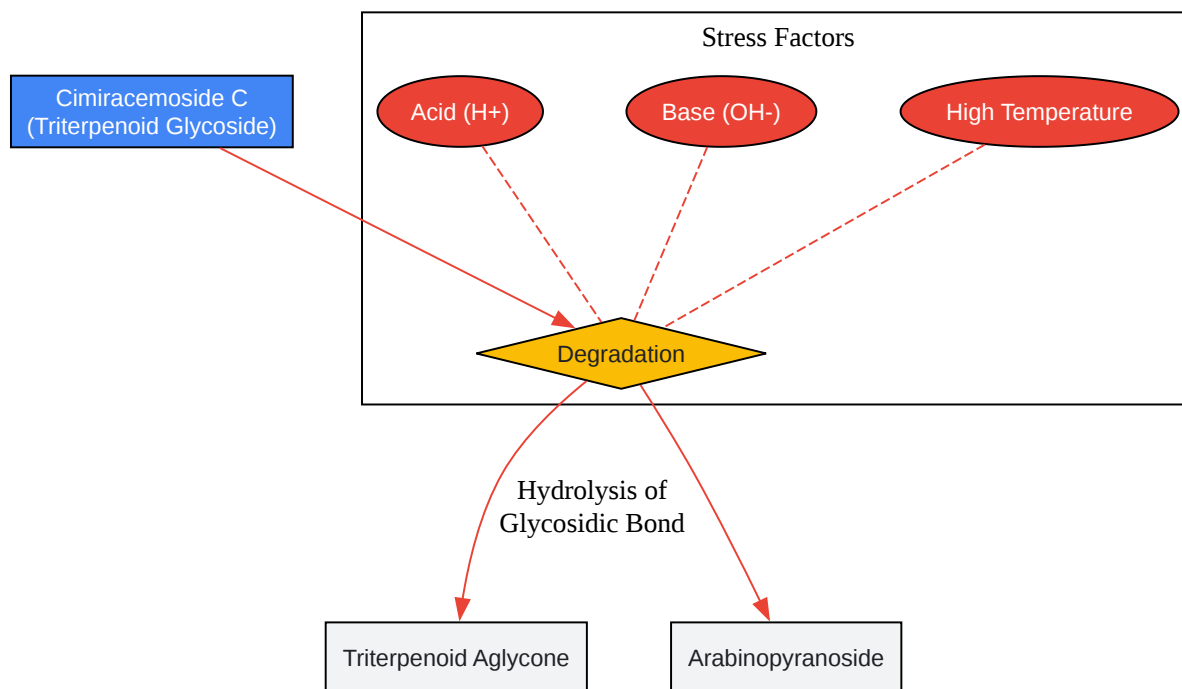 Stress Factors
Cimiracemoside C
(Triterpenoid Glycoside)
Acid (H+)
Base (OH-)
High Temperature
Degradation
Hydrolysis of
Glycosidic Bond
Triterpenoid Aglycone
Arabinopyranoside